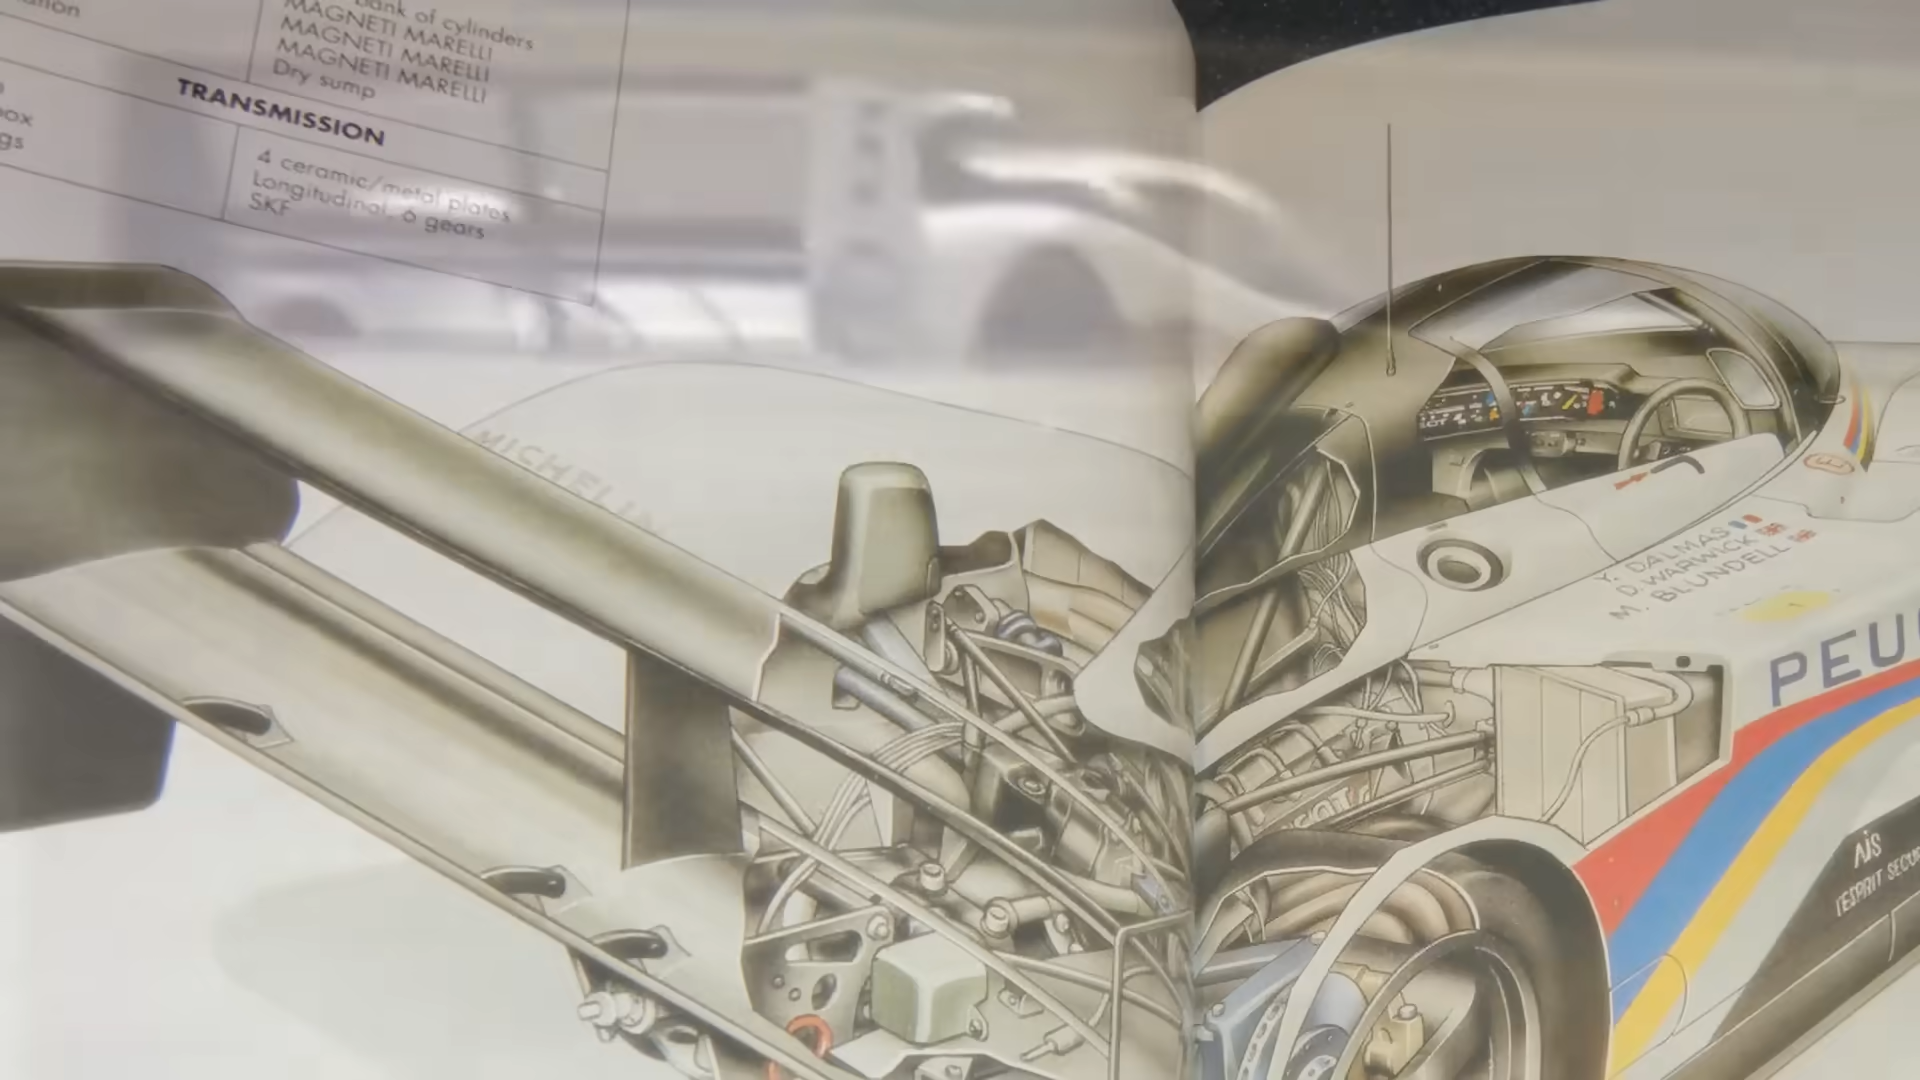 bank of cylinders
MAGNETI MARELLI
MAGNETI MARELLI
MAGNETI MARELLI
Dry sump
TRANSMISSION
4 ceramic/metal plates
Longitudinal, 6 gears
SKF
MICHELIN
Y. DALMAS
D. WARWICK
M. BLUNDELL
E
PEU
AJS
L'ESPRIT SECU